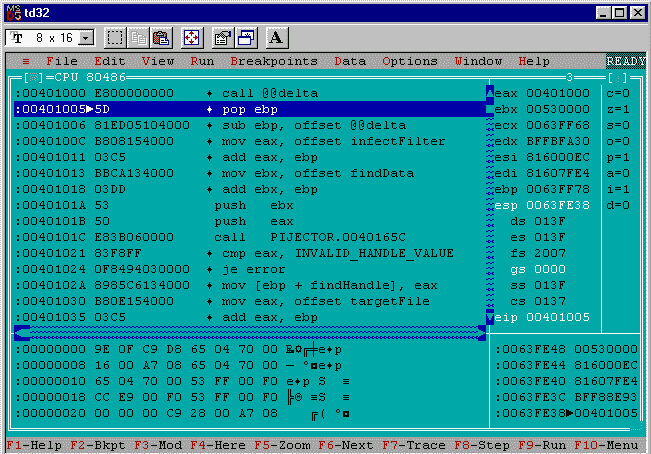 td32
8 x 16
≡ File Edit View Run Breakpoints Data Options Window Help READY
CPU 80486 3
:00401000 E800000000 ♦ call @@delta
:00401005►5D ♦ pop ebp
:00401006 81ED05104000 ♦ sub ebp, offset @@delta
:0040100C B808154000 ♦ mov eax, offset infectFilter
:00401011 03C5 ♦ add eax, ebp
:00401013 BBCA134000 ♦ mov ebx, offset findData
:00401018 03DD ♦ add ebx, ebp
:0040101A 53 push ebx
:0040101B 50 push eax
:0040101C E83B060000 call PIJECTOR.0040165C
:00401021 83F8FF ♦ cmp eax, INVALID_HANDLE_VALUE
:00401024 0F8494030000 ♦ je error
:0040102A 8985C6134000 ♦ mov [ebp + findHandle], eax
:00401030 B80E154000 ♦ mov eax, offset targetFile
:00401035 03C5 ♦ add eax, ebp
eax 00401000 c=0
ebx 00530000 z=1
ecx 0063FF68 s=0
edx BFFBFA30 o=0
esi 816000EC p=1
edi 81607FE4 a=0
ebp 0063FF78 i=1
esp 0063FE38 d=0
ds 013F
es 013F
fs 2007
gs 0000
ss 013F
cs 0137
eip 00401005
:00000000 9E 0F C9 D8 65 04 70 00
:00000008 16 00 A7 08 65 04 70 00
:00000010 65 04 70 00 53 FF 00 F0 e♦p S ≡
:00000018 CC E9 00 F0 53 FF 00 F0
:00000020 00 00 00 C9 28 00 A7 08
:0063FE48 00530000
:0063FE44 816000EC
:0063FE40 81607FE4
:0063FE3C BFF88E93
:0063FE38►00401005
F1-Help F2-Bkpt F3-Mod F4-Here F5-Zoom F6-Next F7-Trace F8-Step F9-Run F10-Menu